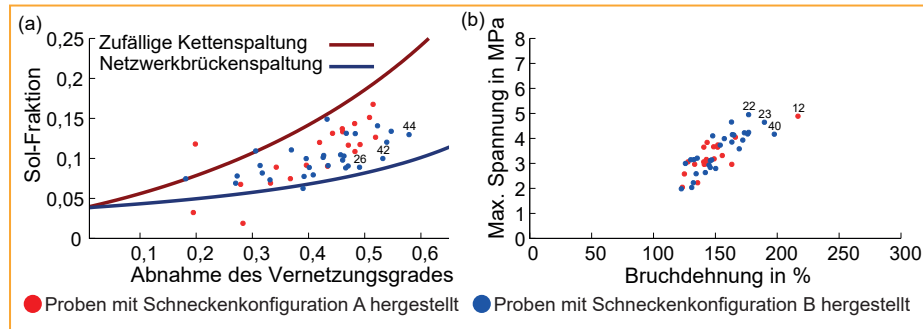 (a)
Sol-Fraktion
0,25
0,2
0,15
0,10
0,05
0
Zufällige Kettenspaltung
Netzwerkbrückenspaltung
44
42
26
0,1 0,2 0,3 0,4 0,5 0,6
Abnahme des Vernetzungsgrades
(b)
Max. Spannung in MPa
8
7
6
5
4
3
2
1
0
22
23
12
40
0 50 100 150 200 250 300
Bruchdehnung in %
Proben mit Schneckenkonfiguration A hergestellt
Proben mit Schneckenkonfiguration B hergestellt